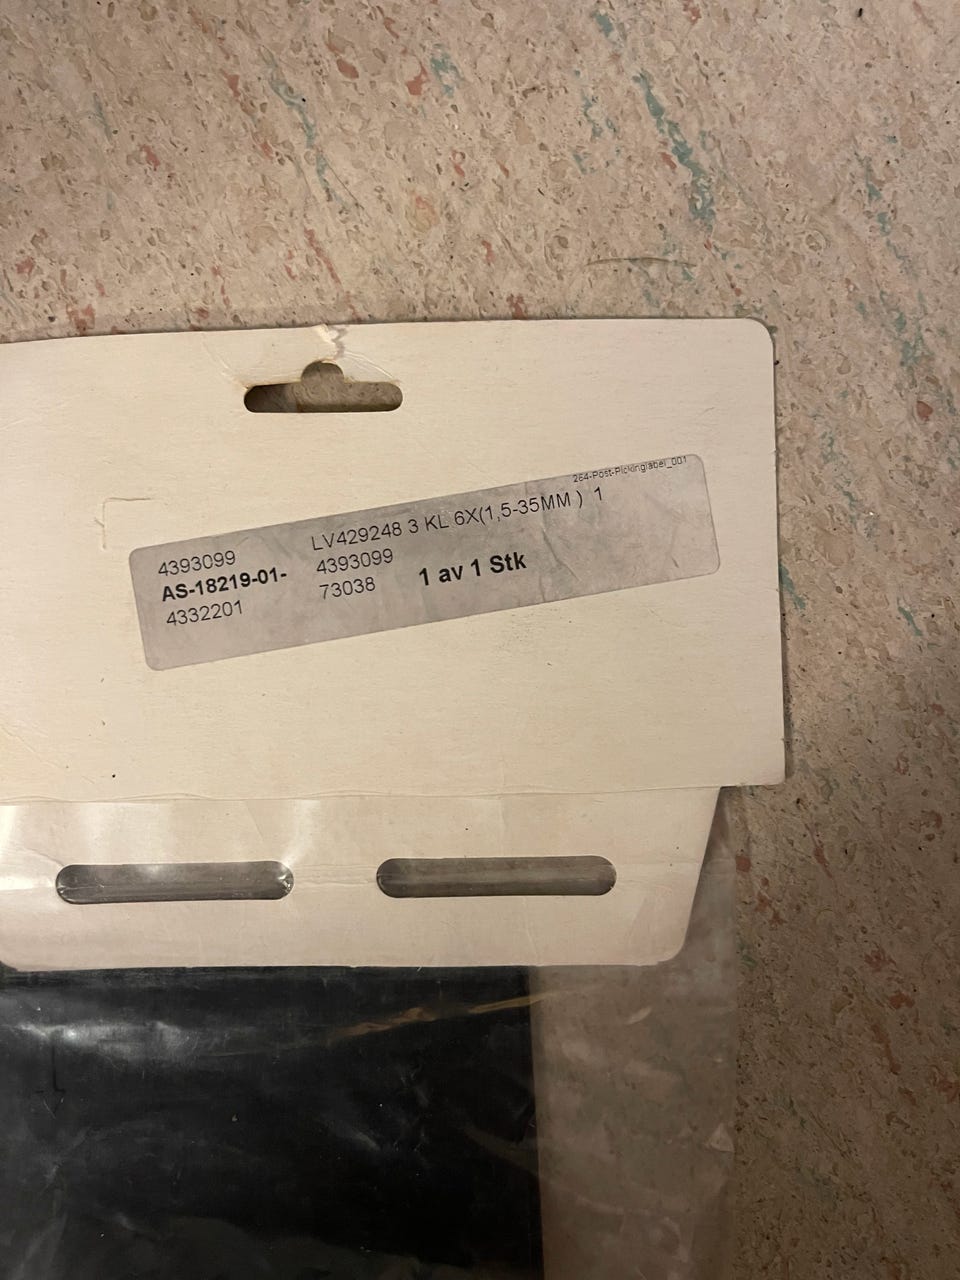 264-Post-Pickinglabel_001
4393099 LV429248 3 KL 6X(1,5-35MM ) 1
AS-18219-01- 4393099
4332201 73038 1 av 1 Stk